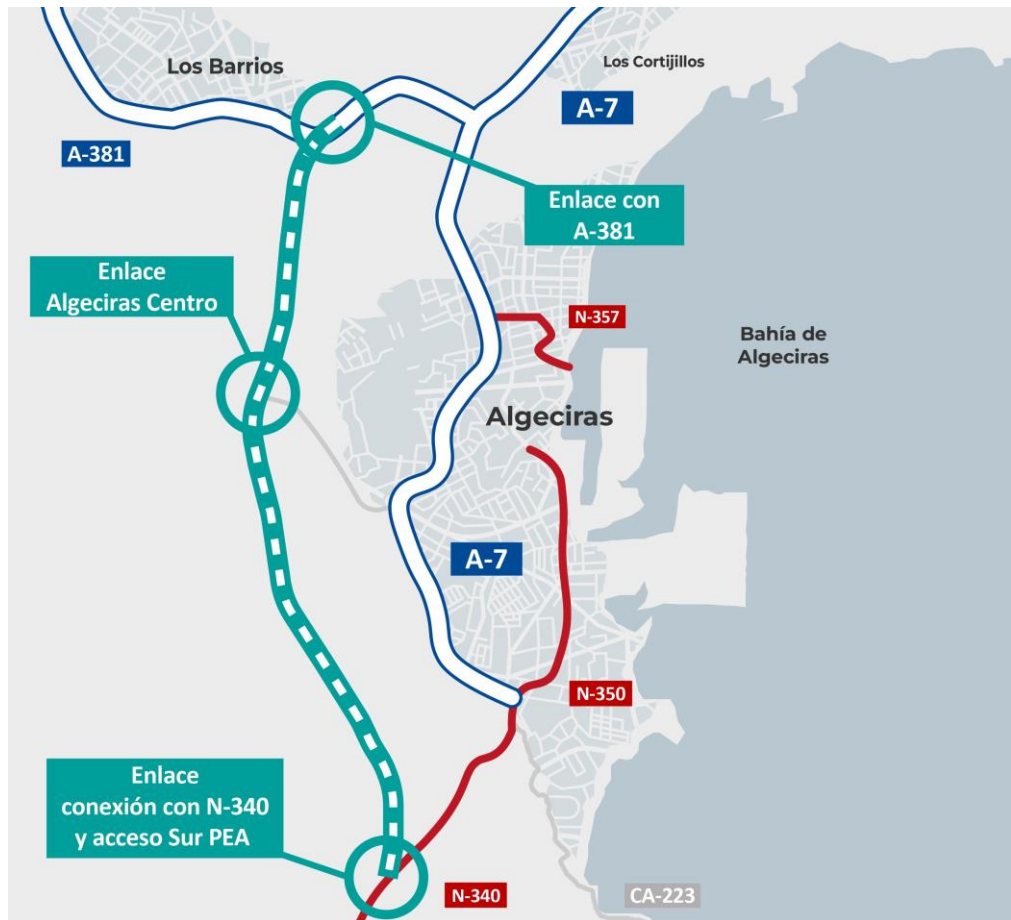 Los Barrios
Los Cortijillos
A-7
A-381
Enlace con
A-381
Enlace
Algeciras Centro
N-357
Bahía de
Algeciras
Algeciras
A-7
N-350
Enlace
conexión con N-340
y acceso Sur PEA
N-340
CA-223